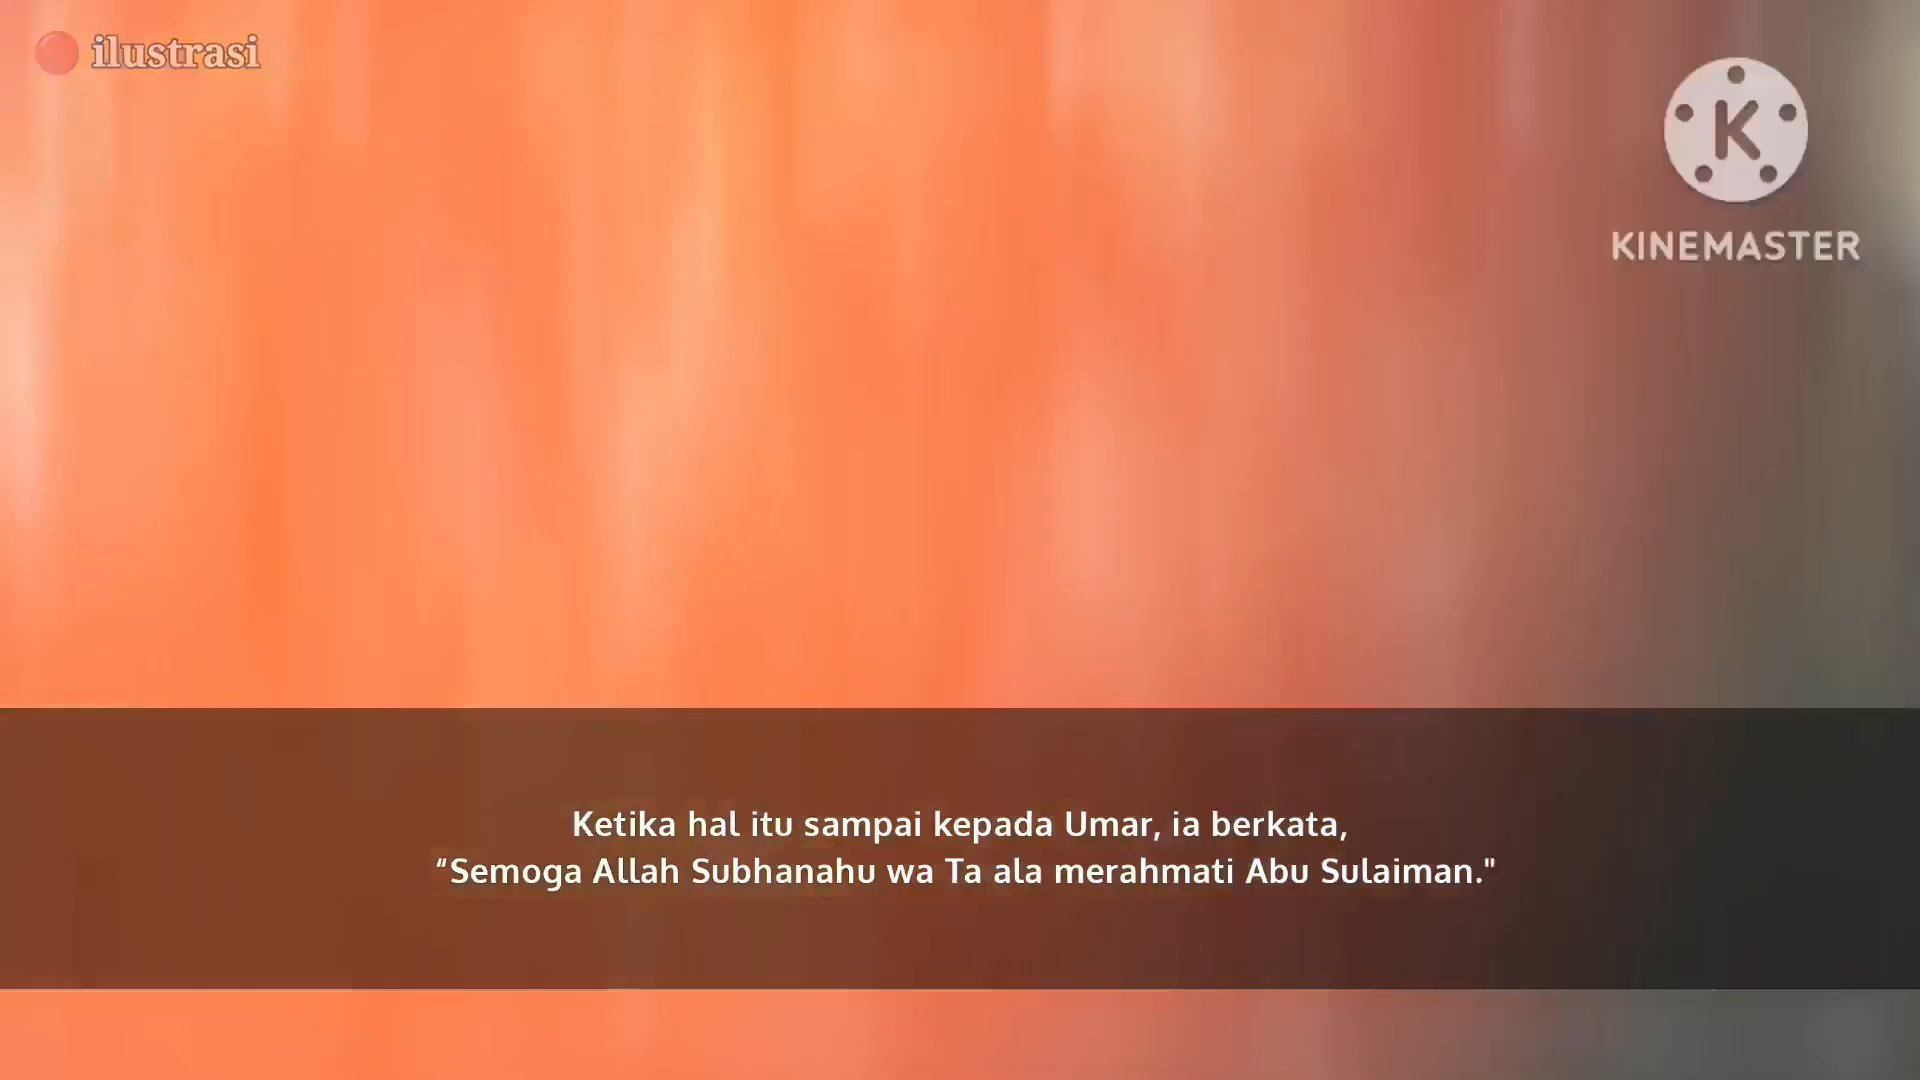 ilustrasi
K
KINEMASTER
Ketika hal itu sampai kepada Umar, ia berkata,
“Semoga Allah Subhanahu wa Ta ala merahmati Abu Sulaiman."